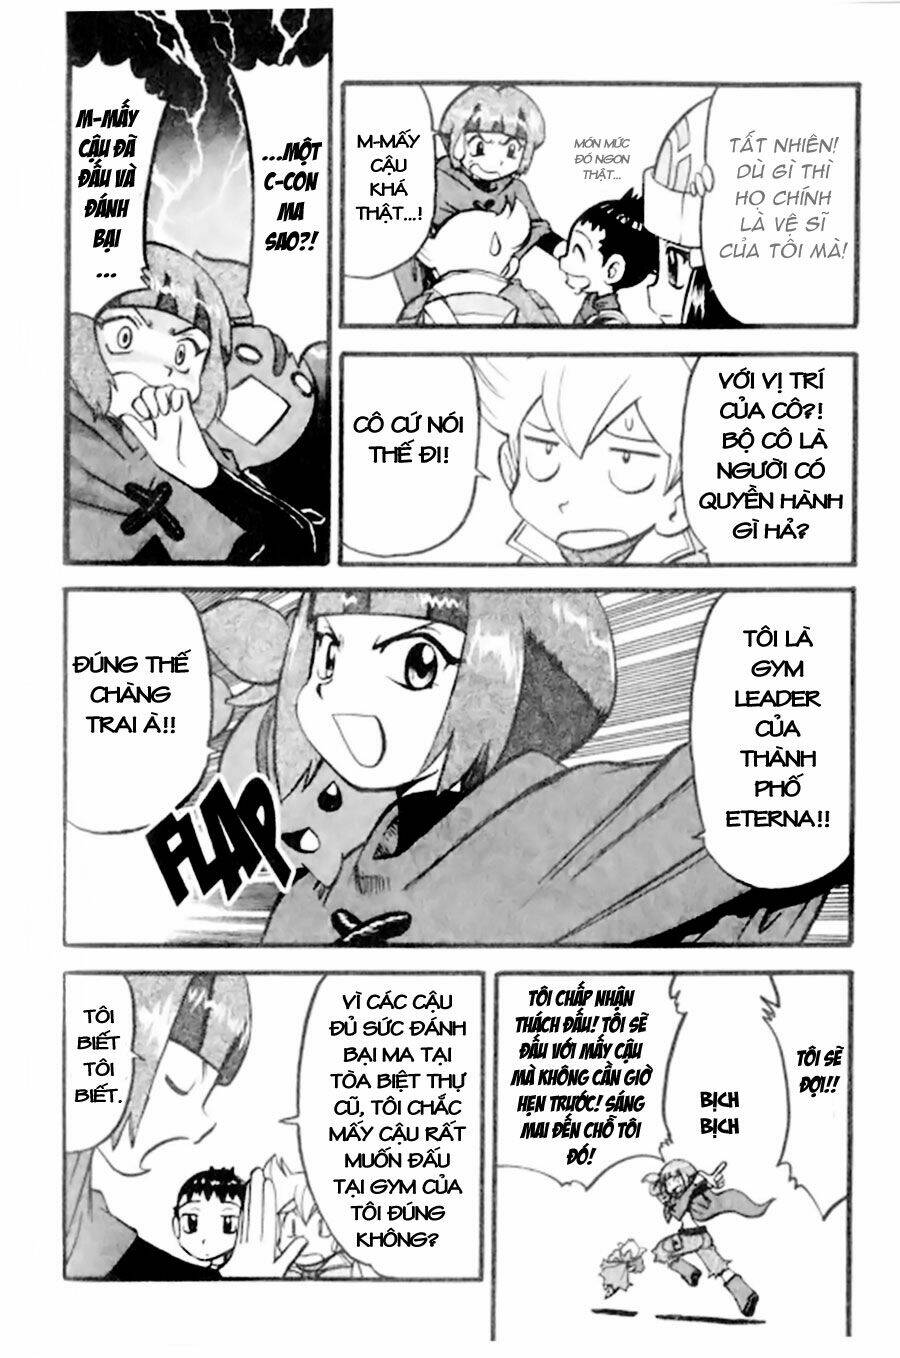 ...MỘT
C-CON
MA
SAO?!
M-MẤY
CẬU ĐÃ
ĐẤU VÀ
ĐÁNH
BẠI
...
TẤT NHIÊN!
DÙ GÌ THÌ
HỌ CHÍNH
LÀ VỆ SĨ
CỦA TÔI MÀ!
MÓN MỨC
ĐÓ NGON
THẬT...
M-MẤY
CẬU
KHÁ
THẬT...!
VỚI VỊ TRÍ
CỦA CÔ?!
BỘ CÔ LÀ
NGƯỜI CÓ
QUYỀN HÀNH
GÌ HẢ?
CÔ CỨ NÓI
THẾ ĐI!
TÔI LÀ
GYM
LEADER
CỦA
THÀNH
PHỐ
ETERNA!!
ĐÚNG THẾ
CHÀNG
TRAI À!!
FLAP
VÌ CÁC CẬU
ĐỦ SỨC ĐÁNH
BẠI MA TẠI
TÒA BIỆT THỰ
CŨ, TÔI CHẮC
MẤY CẬU RẤT
MUỐN ĐẤU
TẠI GYM CỦA
TÔI ĐÚNG
KHÔNG?
TÔI
BIẾT
TÔI
BIẾT.
TÔI CHẤP NHẬN
THÁCH ĐẤU! TÔI SẼ
ĐẤU VỚI MẤY CẬU
MÀ KHÔNG CẦN GIỜ
HẸN TRƯỚC! SÁNG
MAI ĐẾN CHỖ TÔI
ĐÓ!
TÔI SẼ
ĐỢI!!
BỊCH
BỊCH